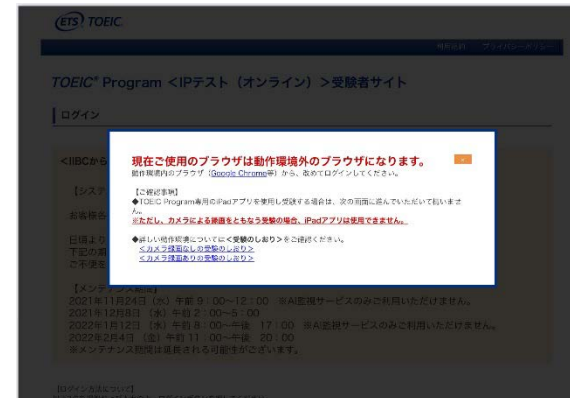 ETS TOEIC.
利用規約 プライバシーポリシー
TOEIC® Program <IPテスト（オンライン）>受験者サイト
ログイン
<IIBCから
現在ご使用のブラウザは動作環境外のブラウザになります。
動作環境内のブラウザ（Google Chrome等）から、改めてログインしてください。
【システ
【ご確認事項】
◆TOEIC Program専用のiPadアプリを使用し受験する場合は、次の画面に進んでいただいて構いませ
ん。
お客様各
※ただし、カメラによる録画をともなう受験の場合、iPadアプリは使用できません。
日頃より
下記の期
◆詳しい動作環境については<受験のしおり>をご確認ください。
ご不便を
<カメラ録画なしの受験のしおり>
<カメラ録画ありの受験のしおり>
【メンテナンス期間】
2021年11月24日（水）午前 9：00～12：00 ※AI監視サービスのみご利用いただけません。
2021年12月8日（水）午前 2：00～5：00
2022年1月12日（水）午前 8：00～午後 17：00 ※AI監視サービスのみご利用いただけません。
2022年2月4日（金）午前 11：00～午後 20：00
※メンテナンス期間は延長される可能性がございます。
【ログイン方法について】